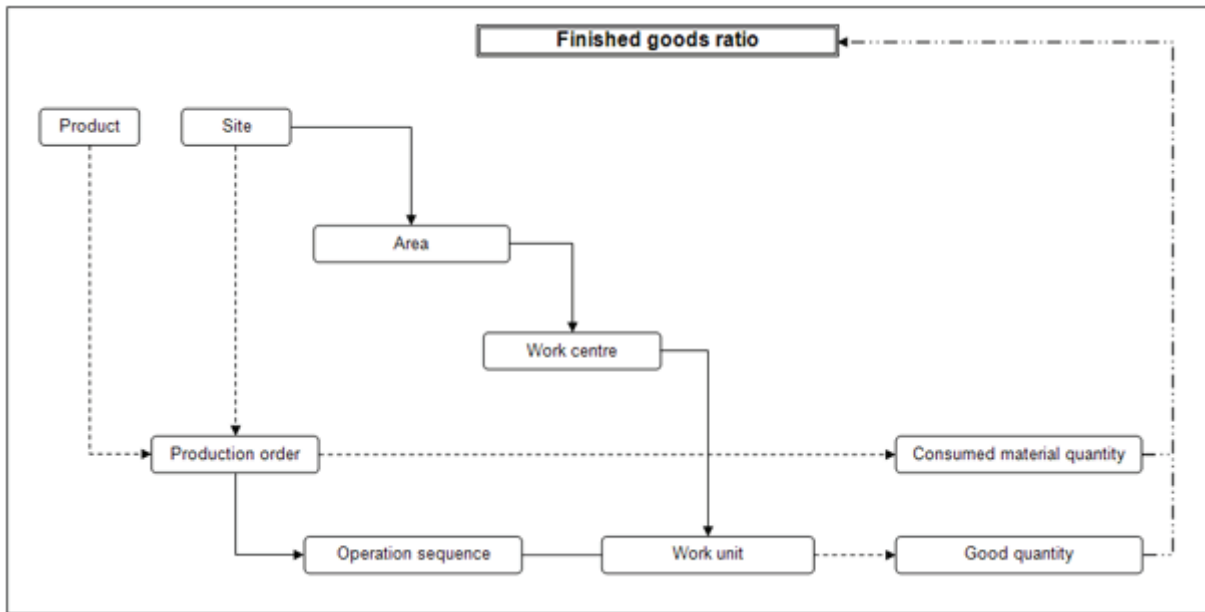 Finished goods ratio
Product
Site
Area
Work centre
Production order
Consumed material quantity
Operation sequence
Work unit
Good quantity